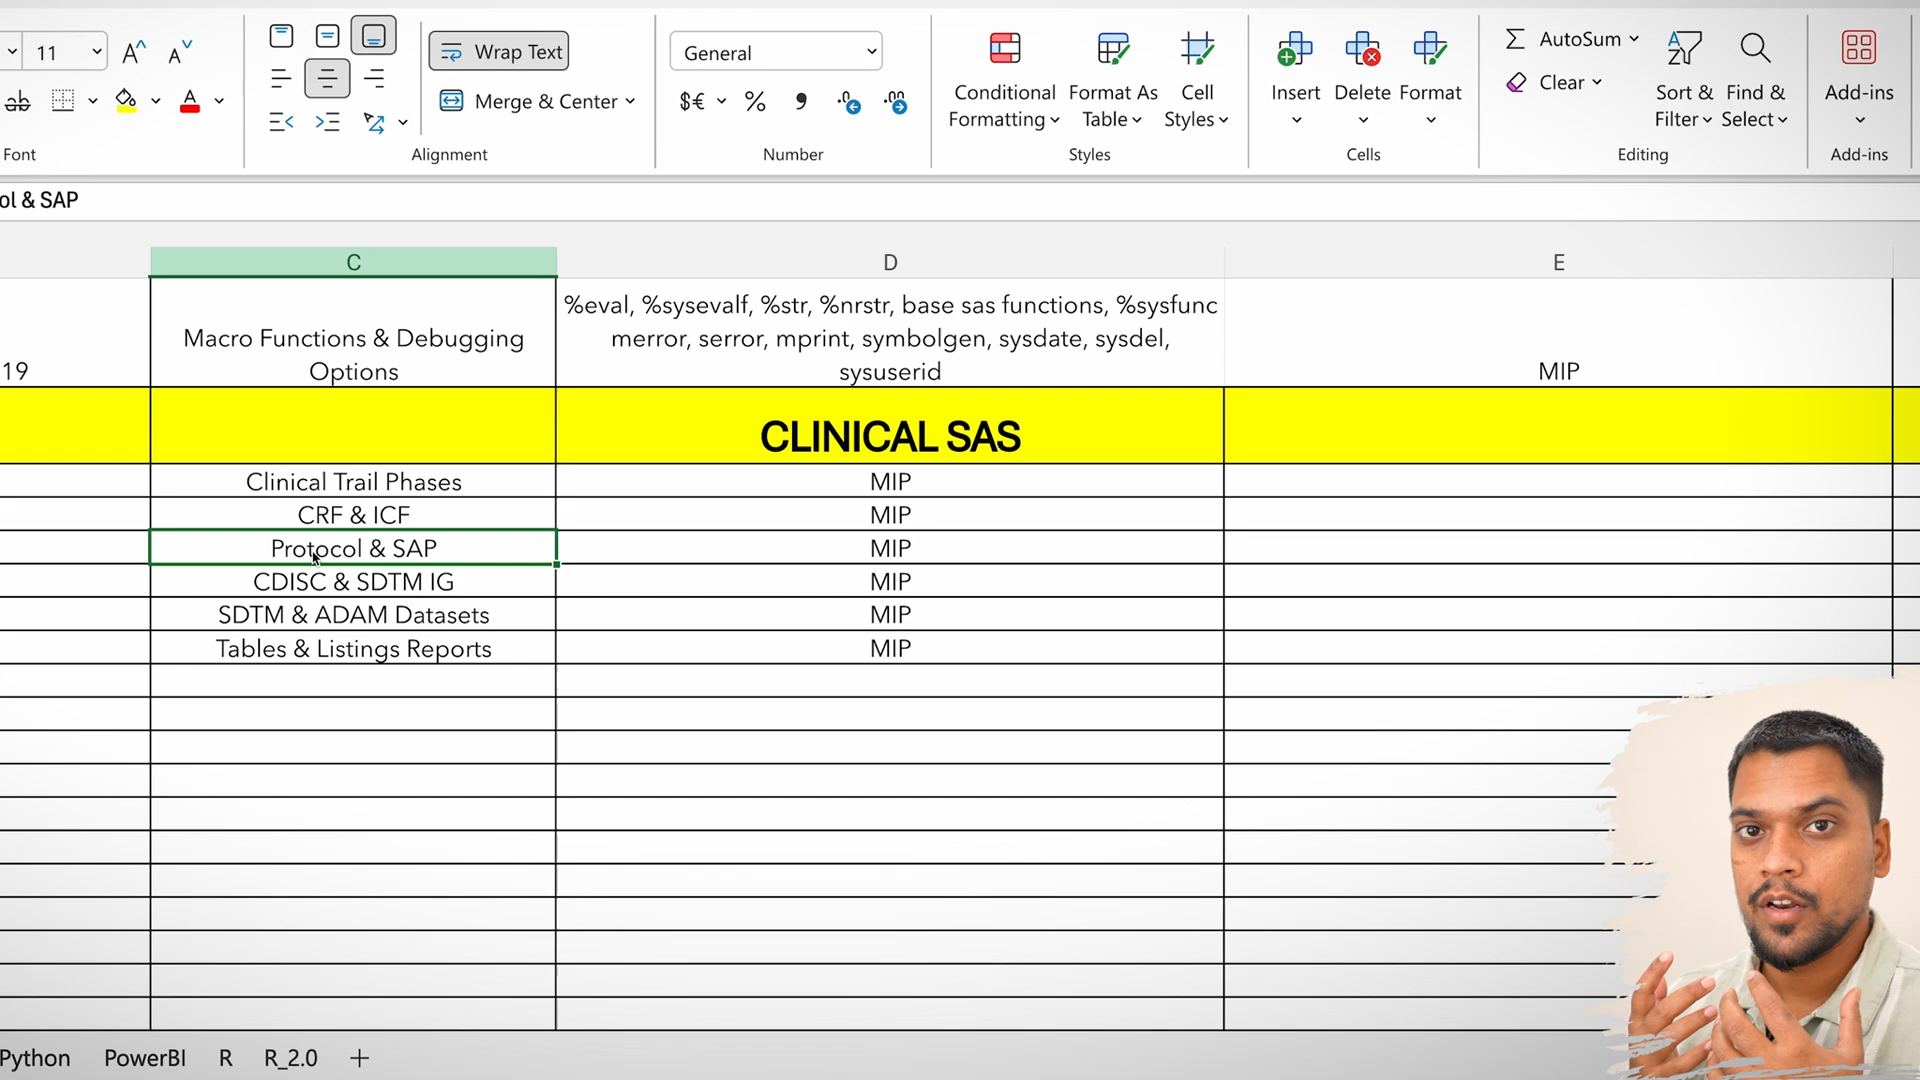 11
Wrap Text
General
AutoSum
Clear
Merge & Center
$€
%
Conditional
Formatting
Format As
Table
Cell
Styles
Insert
Delete
Format
Sort &
Filter
Find &
Select
Add-ins
Font
Alignment
Number
Styles
Cells
Editing
Add-ins
ol & SAP
C
D
E
19
Macro Functions & Debugging
Options
%eval, %sysevalf, %str, %nrstr, base sas functions, %sysfunc
merror, serror, mprint, symbolgen, sysdate, sysdel,
sysuserid
MIP
CLINICAL SAS
Clinical Trail Phases
MIP
CRF & ICF
MIP
Protocol & SAP
MIP
CDISC & SDTM IG
MIP
SDTM & ADAM Datasets
MIP
Tables & Listings Reports
MIP
Python
PowerBI
R
R_2.0